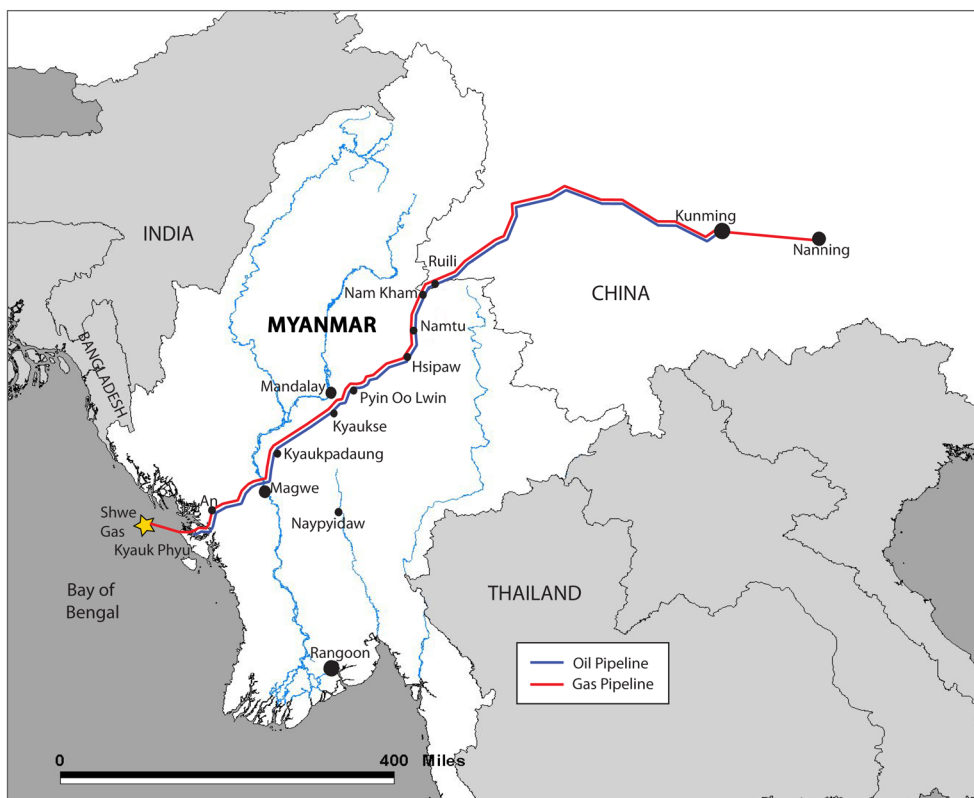 INDIA
BANGLADESH
MYANMAR
CHINA
THAILAND
Kunming
Nanning
Ruili
Nam Kham
Namtu
Hsipaw
Mandalay
Pyin Oo Lwin
Kyaukse
Kyaukpadaung
Magwe
An
Naypyidaw
Shwe
Gas
Kyauk Phyu
Bay of
Bengal
Rangoon
Oil Pipeline
Gas Pipeline
0 400 Miles